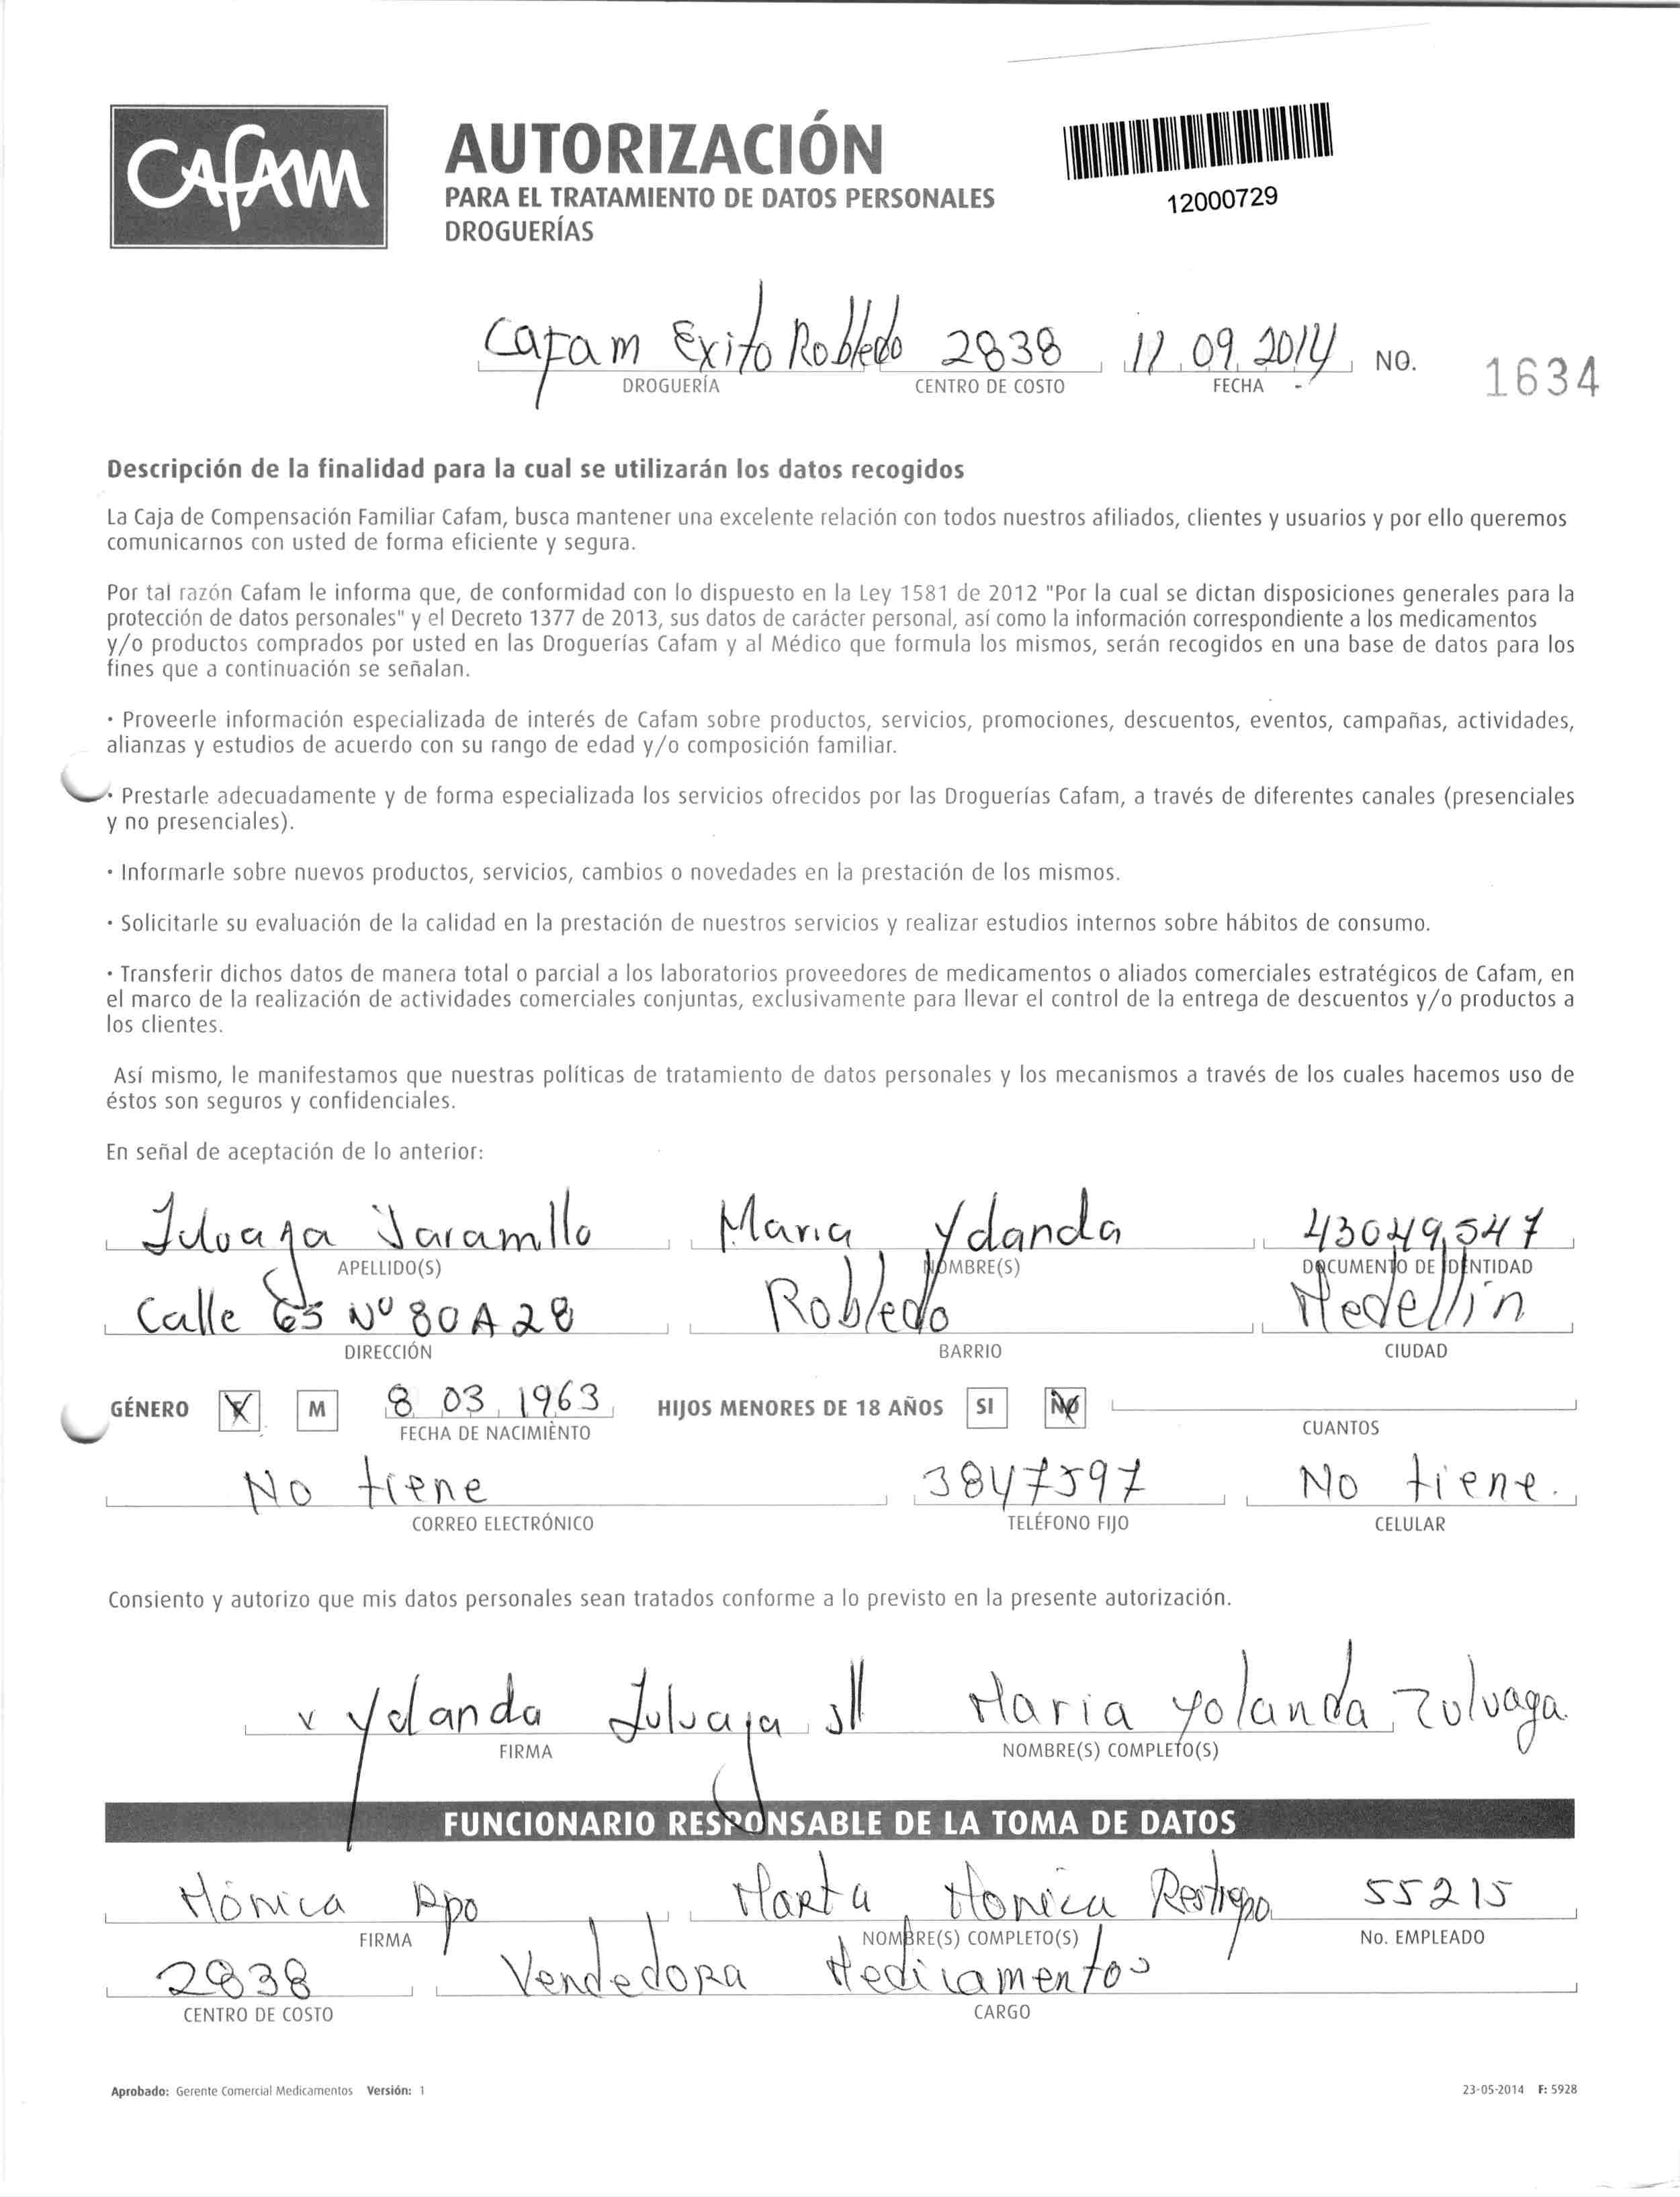 Cafam
AUTORIZACIÓN
PARA EL TRATAMIENTO DE DATOS PERSONALES
DROGUERÍAS
12000729
Cafam Exito Robledo 2838 11 09 2014 NO. 1634
DROGUERÍA CENTRO DE COSTO FECHA
Descripción de la finalidad para la cual se utilizarán los datos recogidos
La Caja de Compensación Familiar Cafam, busca mantener una excelente relación con todos nuestros afiliados, clientes y usuarios y por ello queremos
comunicarnos con usted de forma eficiente y segura.
Por tal razón Cafam le informa que, de conformidad con lo dispuesto en la Ley 1581 de 2012 "Por la cual se dictan disposiciones generales para la
protección de datos personales" y el Decreto 1377 de 2013, sus datos de carácter personal, así como la información correspondiente a los medicamentos
y/o productos comprados por usted en las Droguerías Cafam y al Médico que formula los mismos, serán recogidos en una base de datos para los
fines que a continuación se señalan.
· Proveerle información especializada de interés de Cafam sobre productos, servicios, promociones, descuentos, eventos, campañas, actividades,
alianzas y estudios de acuerdo con su rango de edad y/o composición familiar.
· Prestarle adecuadamente y de forma especializada los servicios ofrecidos por las Droguerías Cafam, a través de diferentes canales (presenciales
y no presenciales).
· Informarle sobre nuevos productos, servicios, cambios o novedades en la prestación de los mismos.
· Solicitarle su evaluación de la calidad en la prestación de nuestros servicios y realizar estudios internos sobre hábitos de consumo.
· Transferir dichos datos de manera total o parcial a los laboratorios proveedores de medicamentos o aliados comerciales estratégicos de Cafam, en
el marco de la realización de actividades comerciales conjuntas, exclusivamente para llevar el control de la entrega de descuentos y/o productos a
los clientes.
Así mismo, le manifestamos que nuestras políticas de tratamiento de datos personales y los mecanismos a través de los cuales hacemos uso de
éstos son seguros y confidenciales.
En señal de aceptación de lo anterior:
Zuluaga Jaramillo Maria Yolanda 43049547
APELLIDO(S) NOMBRE(S) DOCUMENTO DE IDENTIDAD
Calle 65 Nº 80 A 28 Robledo Medellin
DIRECCIÓN BARRIO CIUDAD
GÉNERO X M 8 03 1963 HIJOS MENORES DE 18 AÑOS SI NO
FECHA DE NACIMIENTO CUANTOS
No tiene 3847597 No tiene.
CORREO ELECTRÓNICO TELÉFONO FIJO CELULAR
Consiento y autorizo que mis datos personales sean tratados conforme a lo previsto en la presente autorización.
x Yolanda Zuluaga Maria Yolanda Zuluaga.
FIRMA NOMBRE(S) COMPLETO(S)
FUNCIONARIO RESPONSABLE DE LA TOMA DE DATOS
Mónica Rpo Marta Monica Restrepo 55215
FIRMA NOMBRE(S) COMPLETO(S) No. EMPLEADO
2838 Vendedora Medicamentos
CENTRO DE COSTO CARGO
Aprobado: Gerente Comercial Medicamentos Versión: 1 23-05-2014 F: 5928